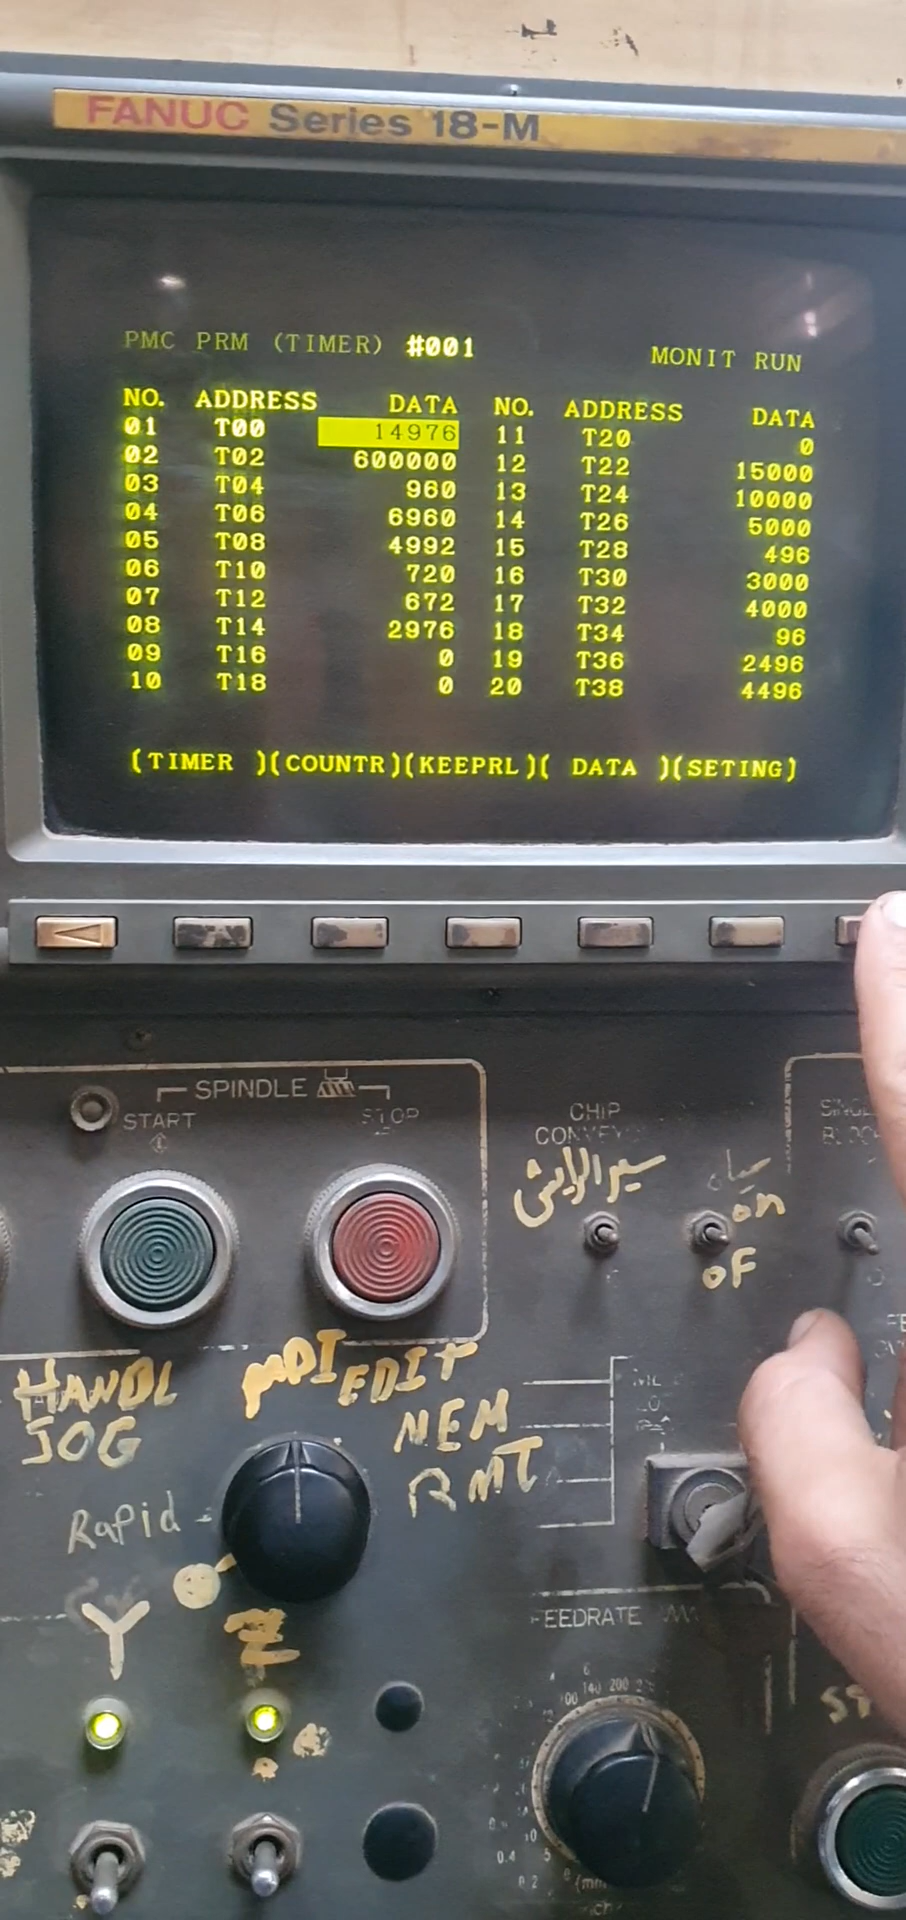 FANUC Series 18-M
PMC PRM (TIMER) #001 MONIT RUN
NO. ADDRESS DATA NO. ADDRESS DATA
01 T00 14976 11 T20 0
02 T02 600000 12 T22 15000
03 T04 960 13 T24 10000
04 T06 6960 14 T26 5000
05 T08 4992 15 T28 496
06 T10 720 16 T30 3000
07 T12 672 17 T32 4000
08 T14 2976 18 T34 96
09 T16 0 19 T36 2496
10 T18 0 20 T38 4496
(TIMER )(COUNTR)(KEEPRL)( DATA )(SETING)
SPINDLE
START STOP
CHIP
CONVEY
سير الرايش
مياه
on
oF
HANDL
JOG
MDI EDIT
MEM
RMT
Rapid
Y Z
FEEDRATE
140 200